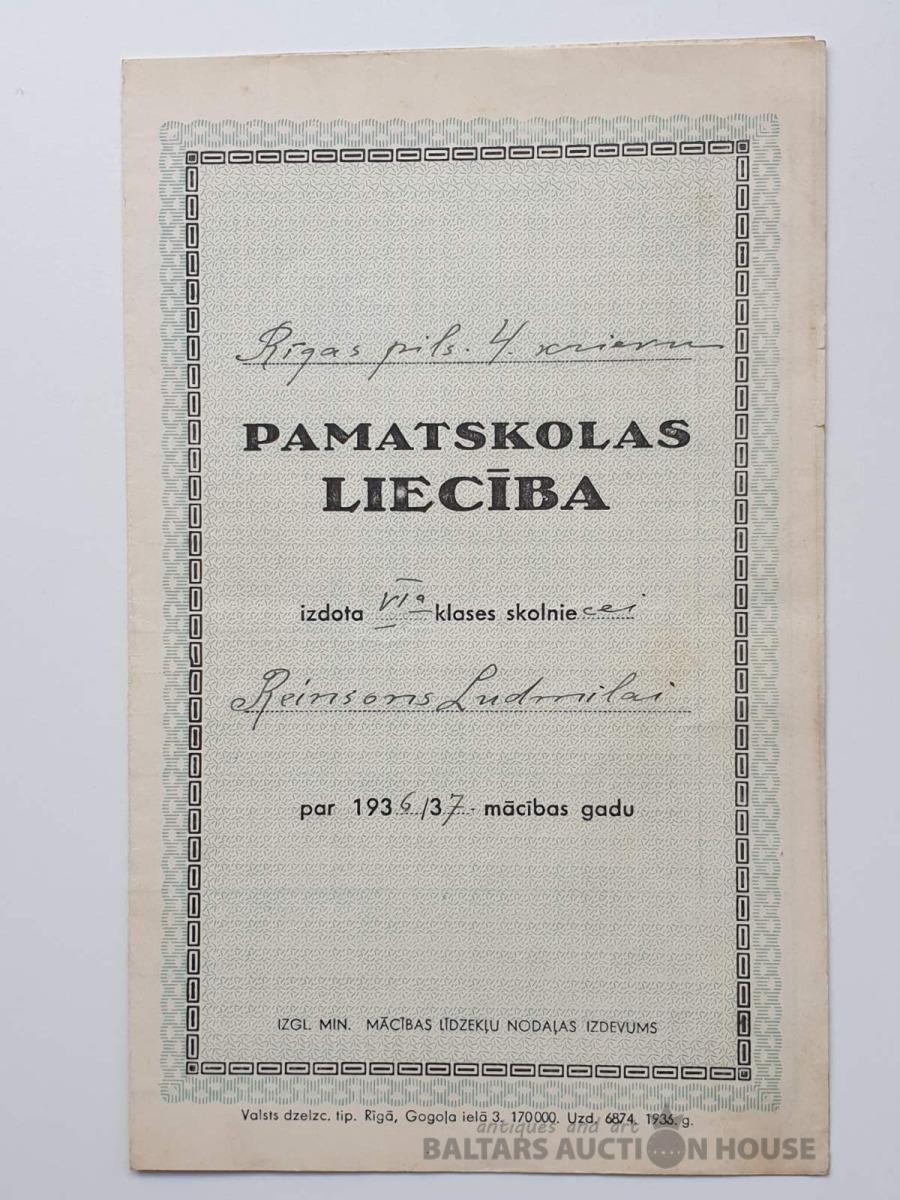 Rīgas pils. 4. krievu
PAMATSKOLAS
LIECĪBA
izdota VIa klases skolniecei
Reinsons Ludmilai
par 1936/37. mācības gadu
IZGL. MIN. MĀCĪBAS LĪDZEKĻU NODAĻAS IZDEVUMS
Valsts dzelzc. tip. Rīgā, Gogoļa ielā 3. 170000. Uzd. 6874. 1936. g.
antiques and art
BALTARS AUCTION HOUSE